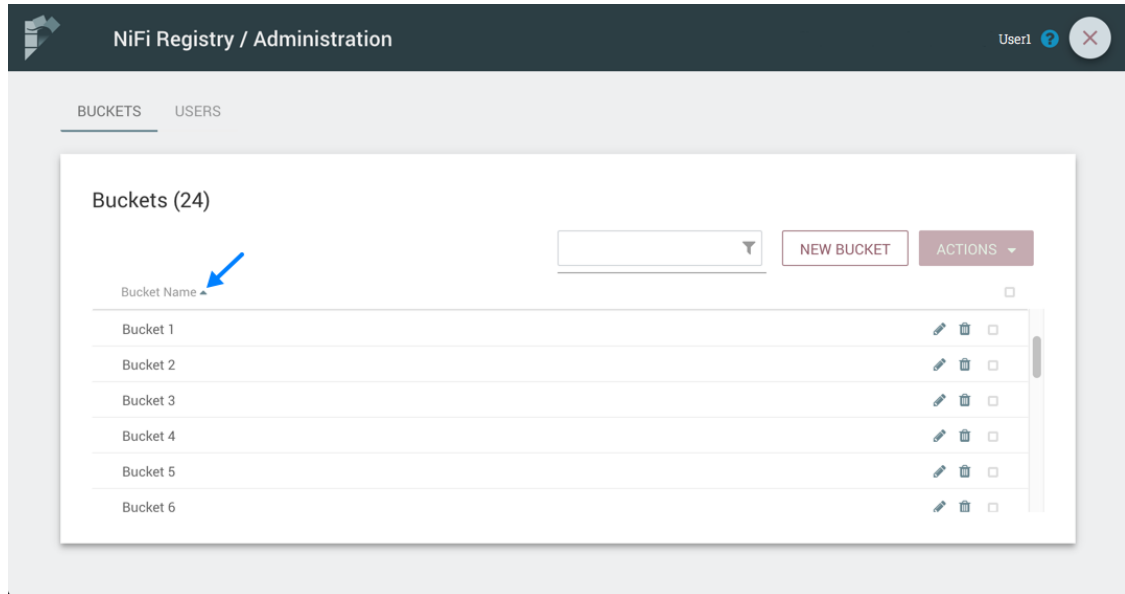 NiFi Registry / Administration
User1
BUCKETS USERS
Buckets (24)
NEW BUCKET ACTIONS
Bucket Name
Bucket 1
Bucket 2
Bucket 3
Bucket 4
Bucket 5
Bucket 6